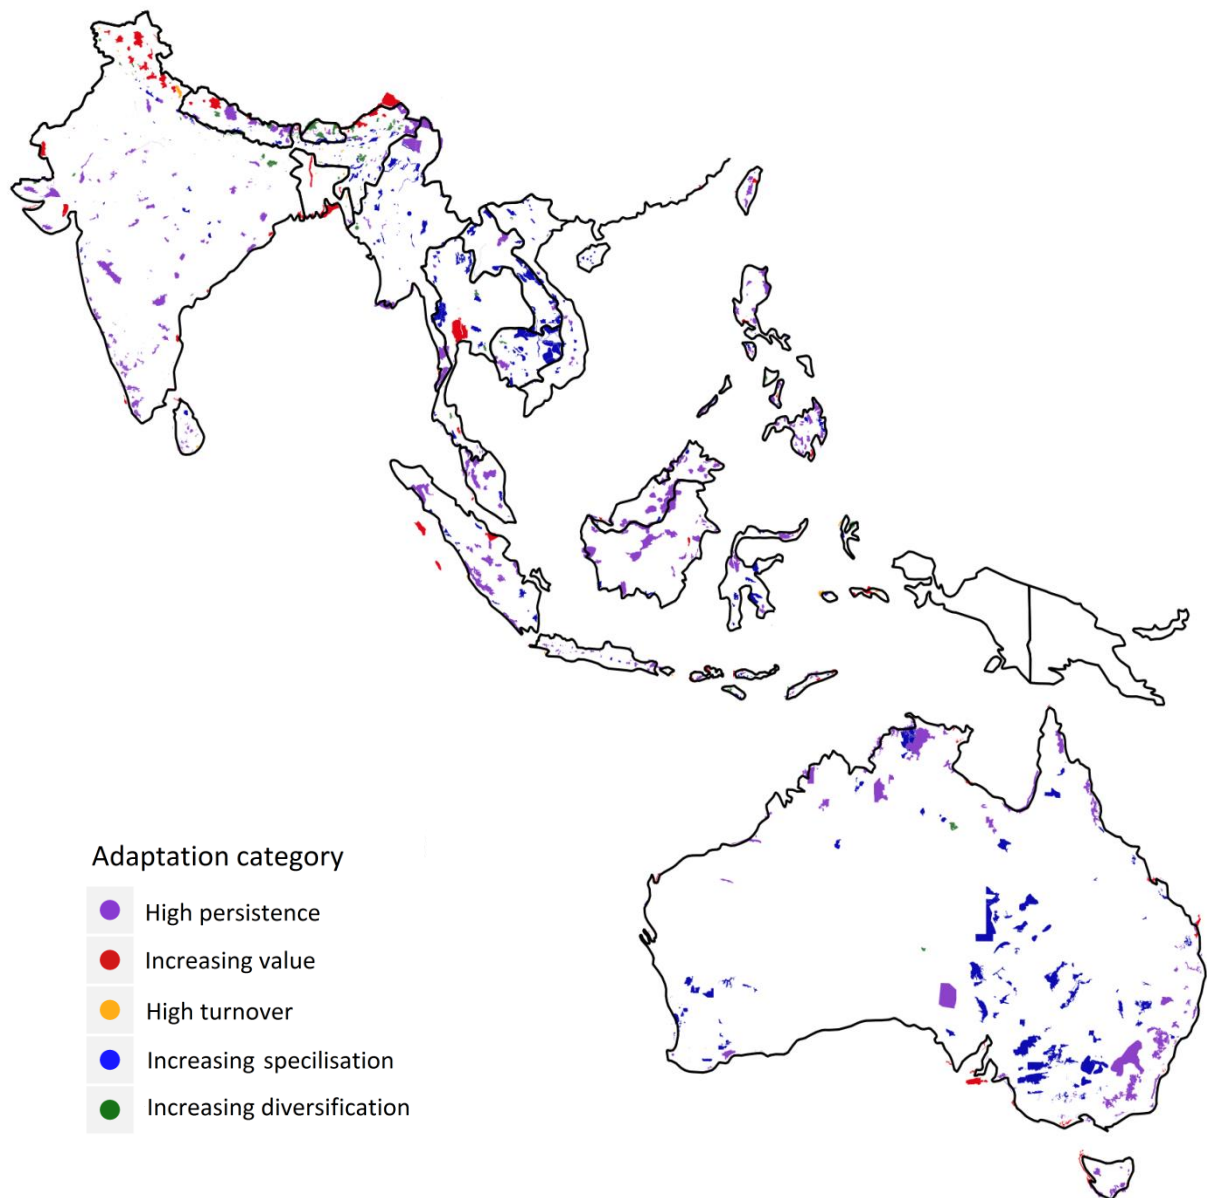 Adaptation category
High persistence
Increasing value
High turnover
Increasing specilisation
Increasing diversification